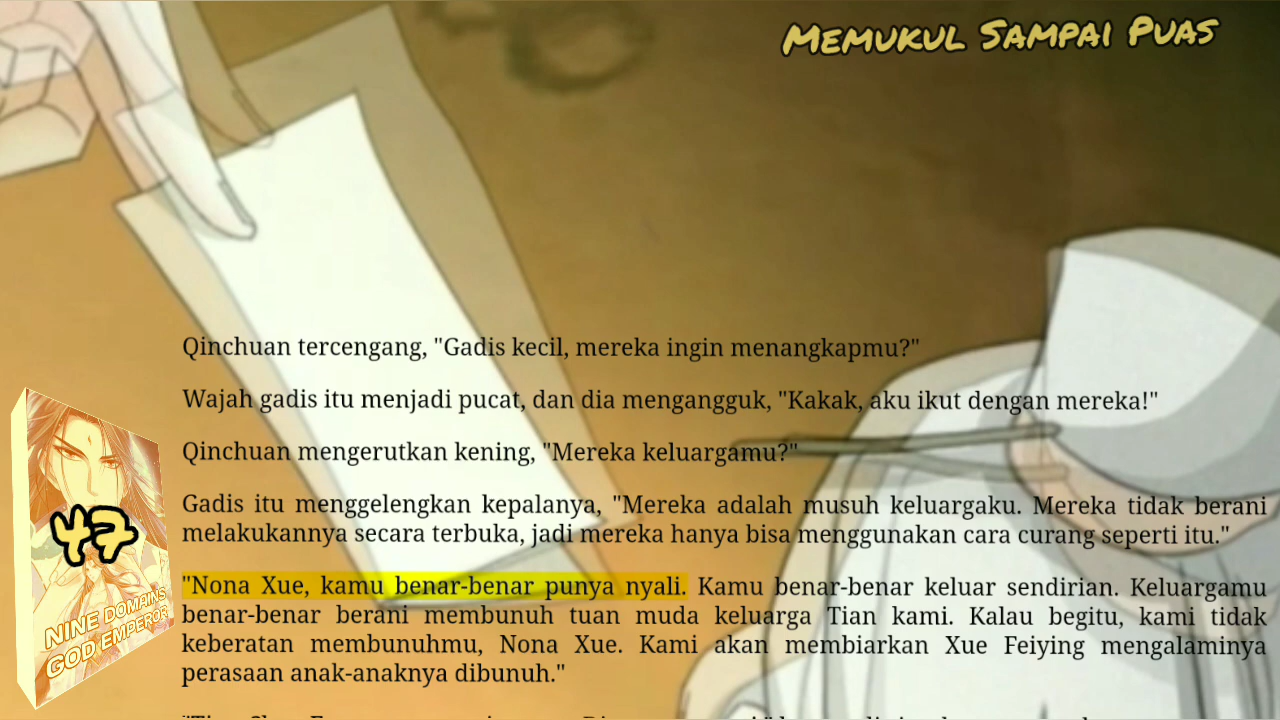 Memukul Sampai Puas
Qinchuan tercengang, "Gadis kecil, mereka ingin menangkapmu?"
Wajah gadis itu menjadi pucat, dan dia mengangguk, "Kakak, aku ikut dengan mereka!"
Qinchuan mengerutkan kening, "Mereka keluargamu?"
Gadis itu menggelengkan kepalanya, "Mereka adalah musuh keluargaku. Mereka tidak berani
melakukannya secara terbuka, jadi mereka hanya bisa menggunakan cara curang seperti itu."
"Nona Xue, kamu benar-benar punya nyali. Kamu benar-benar keluar sendirian. Keluargamu
benar-benar berani membunuh tuan muda keluarga Tian kami. Kalau begitu, kami tidak
keberatan membunuhmu, Nona Xue. Kami akan membiarkan Xue Feiying mengalaminya
perasaan anak-anaknya dibunuh."
47
NINE DOMAINS
GOD EMPEROR